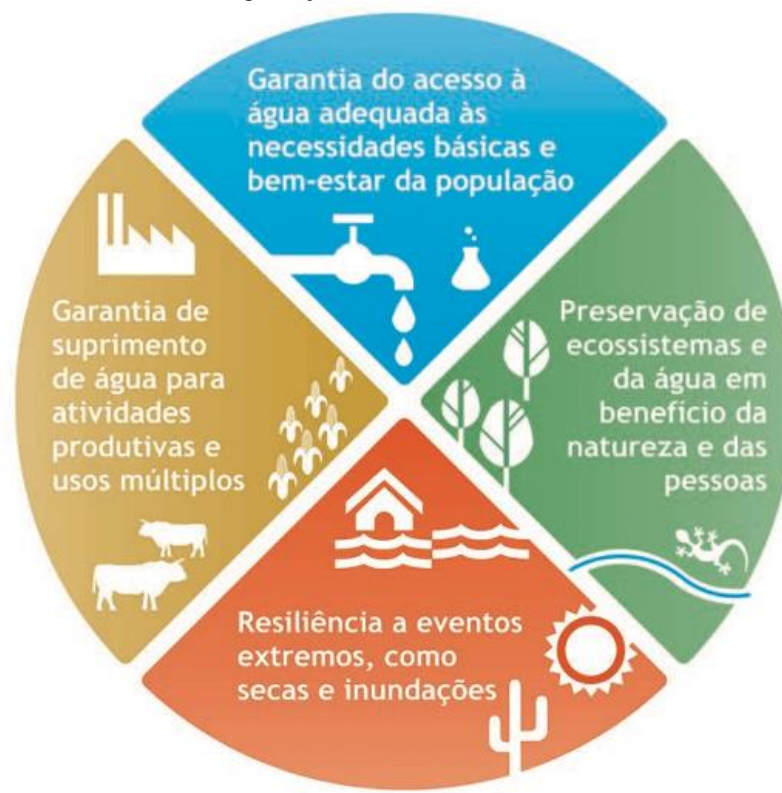 Garantia do acesso à
água adequada às
necessidades básicas e
bem-estar da população
Garantia de
suprimento
de água para
atividades
produtivas e
usos múltiplos
Preservação de
ecossistemas e
da água em
benefício da
natureza e das
pessoas
Resiliência a eventos
extremos, como
secas e inundações